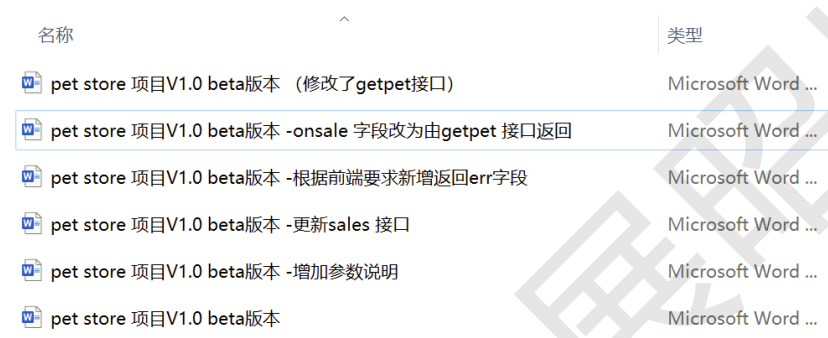 名称 类型
pet store 项目V1.0 beta版本 （修改了getpet接口） Microsoft Word ...
pet store 项目V1.0 beta版本 -onsale 字段改为由getpet 接口返回 Microsoft Word ...
pet store 项目V1.0 beta版本 -根据前端要求新增返回err字段 Microsoft Word ...
pet store 项目V1.0 beta版本 -更新sales 接口 Microsoft Word ...
pet store 项目V1.0 beta版本 -增加参数说明 Microsoft Word ...
pet store 项目V1.0 beta版本 Microsoft Word ...
展昭